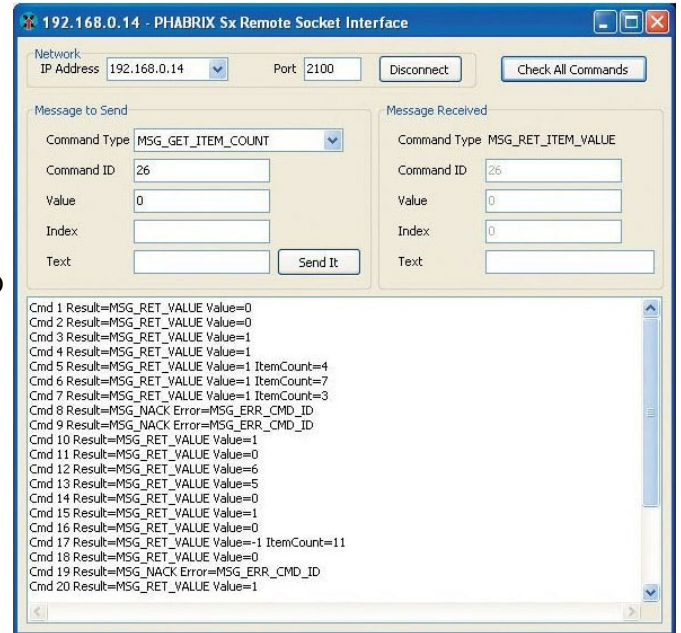 192.168.0.14 - PHABRIX Sx Remote Socket Interface
Network
IP Address 192.168.0.14 Port 2100 Disconnect Check All Commands
Message to Send
Command Type MSG_GET_ITEM_COUNT
Command ID 26
Value 0
Index
Text Send It
Message Received
Command Type MSG_RET_ITEM_VALUE
Command ID 26
Value 0
Index 0
Text
Cmd 1 Result=MSG_RET_VALUE Value=0
Cmd 2 Result=MSG_RET_VALUE Value=0
Cmd 3 Result=MSG_RET_VALUE Value=1
Cmd 4 Result=MSG_RET_VALUE Value=1
Cmd 5 Result=MSG_RET_VALUE Value=1 ItemCount=4
Cmd 6 Result=MSG_RET_VALUE Value=1 ItemCount=7
Cmd 7 Result=MSG_RET_VALUE Value=1 ItemCount=3
Cmd 8 Result=MSG_NACK Error=MSG_ERR_CMD_ID
Cmd 9 Result=MSG_NACK Error=MSG_ERR_CMD_ID
Cmd 10 Result=MSG_RET_VALUE Value=1
Cmd 11 Result=MSG_RET_VALUE Value=0
Cmd 12 Result=MSG_RET_VALUE Value=6
Cmd 13 Result=MSG_RET_VALUE Value=5
Cmd 14 Result=MSG_RET_VALUE Value=0
Cmd 15 Result=MSG_RET_VALUE Value=1
Cmd 16 Result=MSG_RET_VALUE Value=0
Cmd 17 Result=MSG_RET_VALUE Value=-1 ItemCount=11
Cmd 18 Result=MSG_RET_VALUE Value=0
Cmd 19 Result=MSG_NACK Error=MSG_ERR_CMD_ID
Cmd 20 Result=MSG_RET_VALUE Value=1